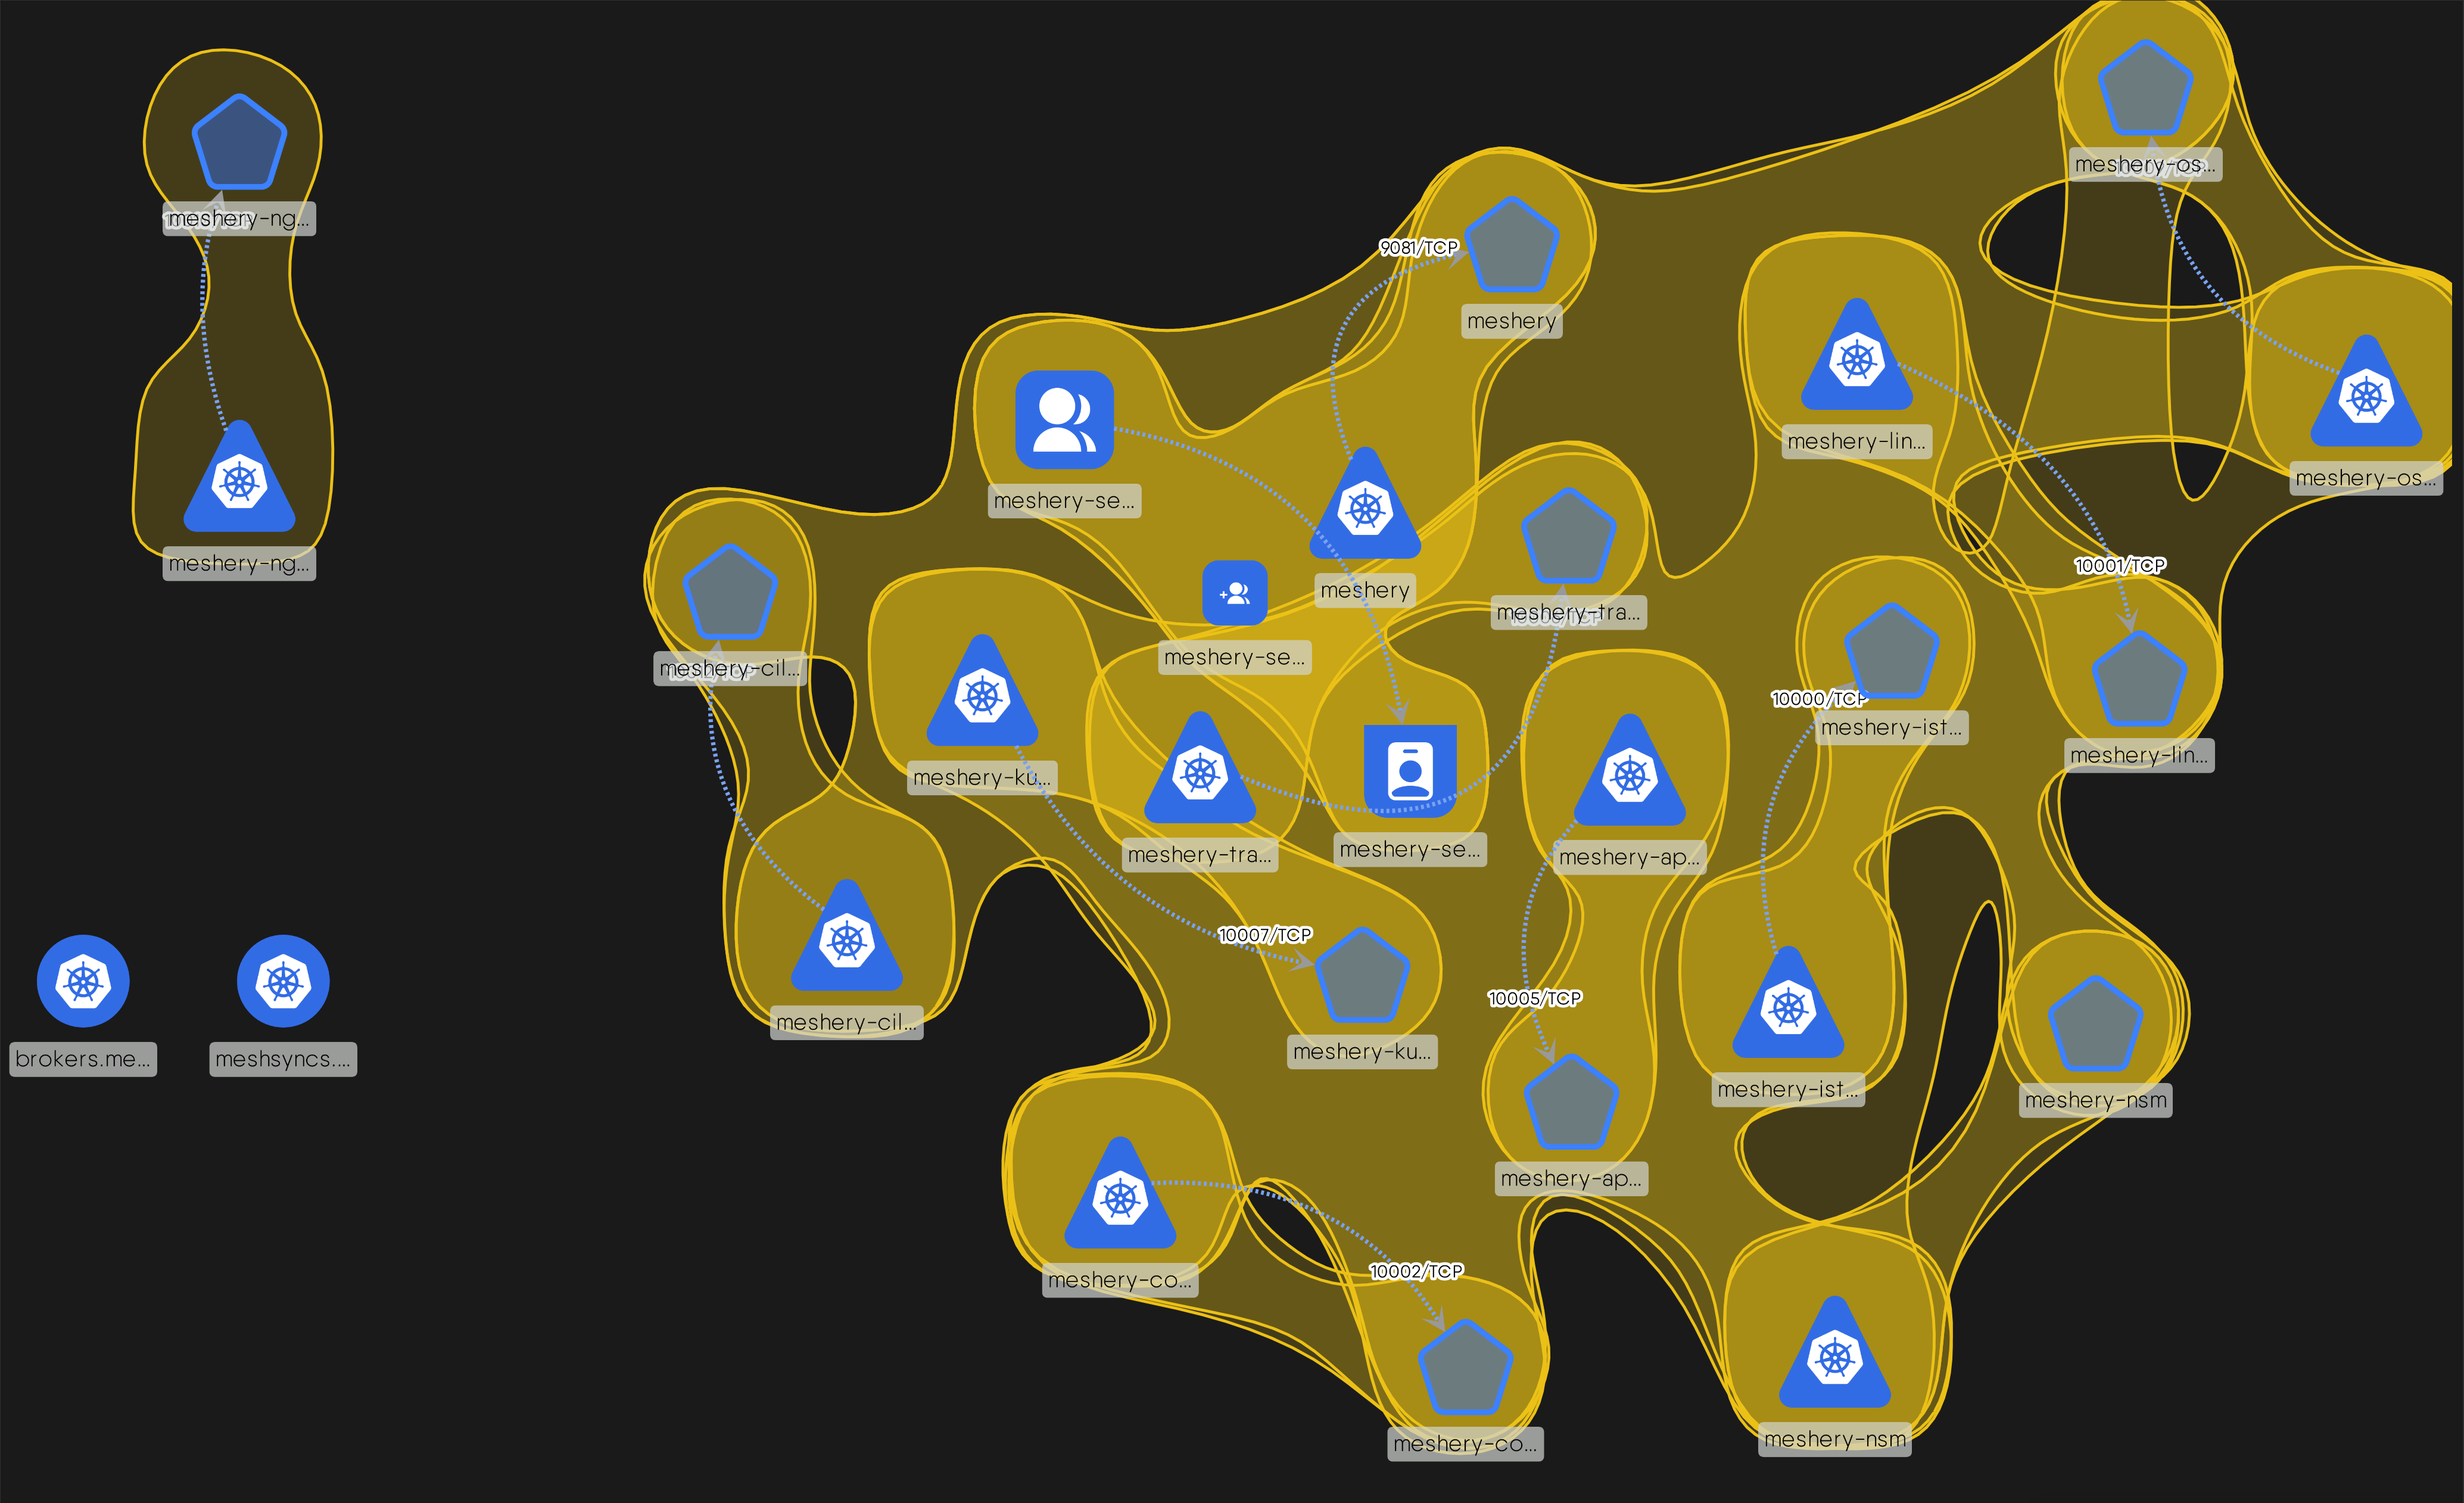 meshery-ng...
meshery-ng...
brokers.me...
meshsyncs....
meshery-os...
9081/TCP
meshery
meshery-lin...
meshery-os...
meshery-se...
meshery
meshery-tra...
10001/TCP
meshery-cil...
meshery-se...
10000/TCP
meshery-ist...
meshery-lin...
meshery-ku...
meshery-tra...
meshery-se...
meshery-ap...
10007/TCP
10005/TCP
meshery-cil...
meshery-ku...
meshery-ist...
meshery-nsm
meshery-ap...
10002/TCP
meshery-co...
meshery-co...
meshery-nsm